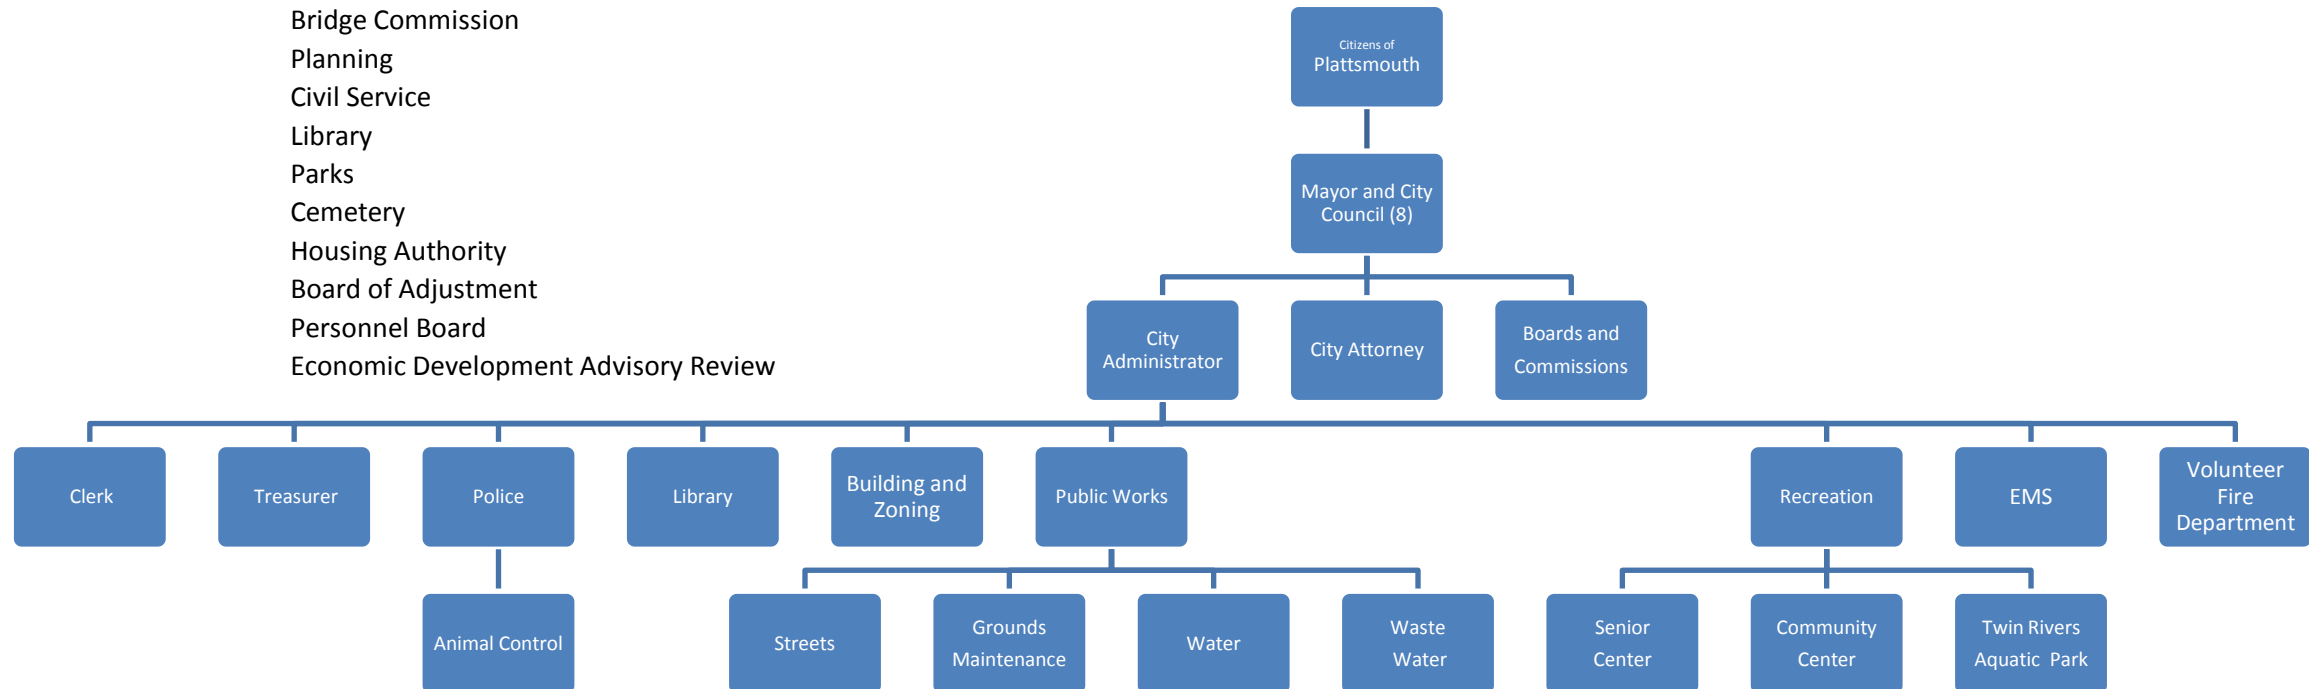 Bridge Commission
Planning
Civil Service
Library
Parks
Cemetery
Housing Authority
Board of Adjustment
Personnel Board
Economic Development Advisory Review
Citizens of
Plattsmouth
Mayor and City
Council (8)
City
Administrator
City Attorney
Boards and
Commissions
Clerk
Treasurer
Police
Library
Building and
Zoning
Public Works
Recreation
EMS
Volunteer
Fire
Department
Animal Control
Streets
Grounds
Maintenance
Water
Waste
Water
Senior
Center
Community
Center
Twin Rivers
Aquatic Park